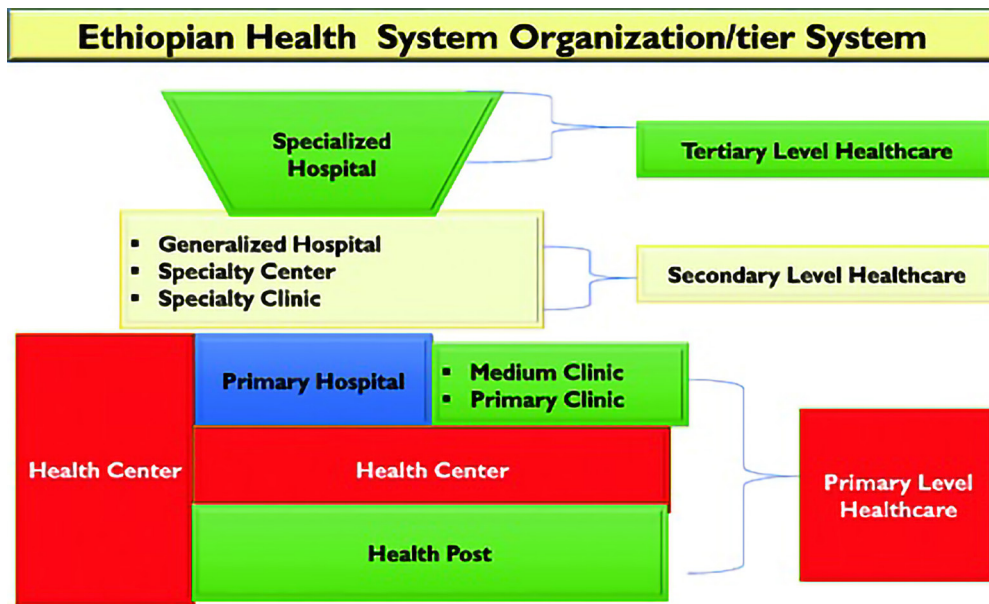 Ethiopian Health System Organization/tier System
Specialized
Hospital
Tertiary Level Healthcare
▪ Generalized Hospital
▪ Specialty Center
▪ Specialty Clinic
Secondary Level Healthcare
Health Center
Primary Hospital
▪ Medium Clinic
▪ Primary Clinic
Health Center
Health Post
Primary Level
Healthcare